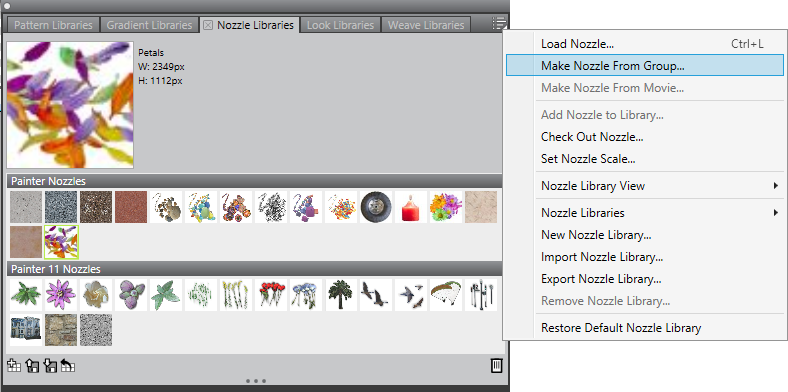 Pattern Libraries Gradient Libraries Nozzle Libraries Look Libraries Weave Libraries
Petals
W: 2349px
H: 1112px
Painter Nozzles
Painter 11 Nozzles
Load Nozzle... Ctrl+L
Make Nozzle From Group...
Make Nozzle From Movie...
Add Nozzle to Library...
Check Out Nozzle...
Set Nozzle Scale...
Nozzle Library View
Nozzle Libraries
New Nozzle Library...
Import Nozzle Library...
Export Nozzle Library...
Remove Nozzle Library...
Restore Default Nozzle Library